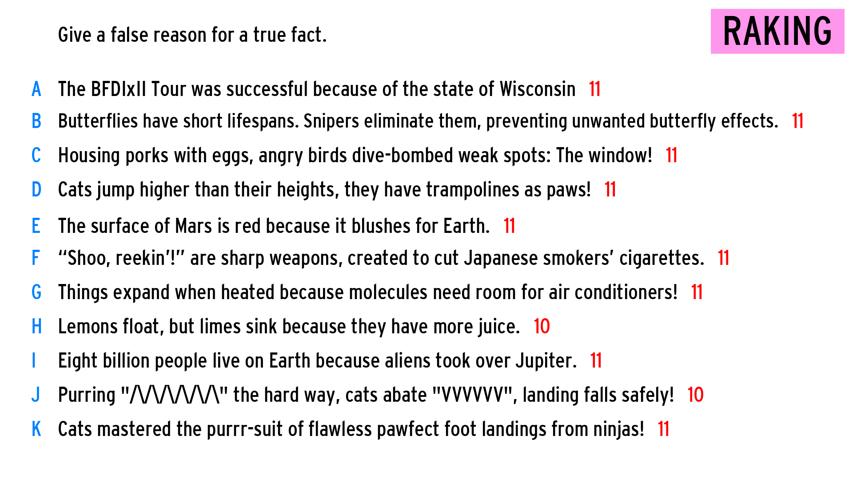 Give a false reason for a true fact.
RAKING
A The BFDIxII Tour was successful because of the state of Wisconsin 11
B Butterflies have short lifespans. Snipers eliminate them, preventing unwanted butterfly effects. 11
C Housing porks with eggs, angry birds dive-bombed weak spots: The window! 11
D Cats jump higher than their heights, they have trampolines as paws! 11
E The surface of Mars is red because it blushes for Earth. 11
F “Shoo, reekin’!” are sharp weapons, created to cut Japanese smokers’ cigarettes. 11
G Things expand when heated because molecules need room for air conditioners! 11
H Lemons float, but limes sink because they have more juice. 10
I Eight billion people live on Earth because aliens took over Jupiter. 11
J Purring "/\/\/\/\/\/\/\" the hard way, cats abate "VVVVVV", landing falls safely! 10
K Cats mastered the purrr-suit of flawless pawfect foot landings from ninjas! 11